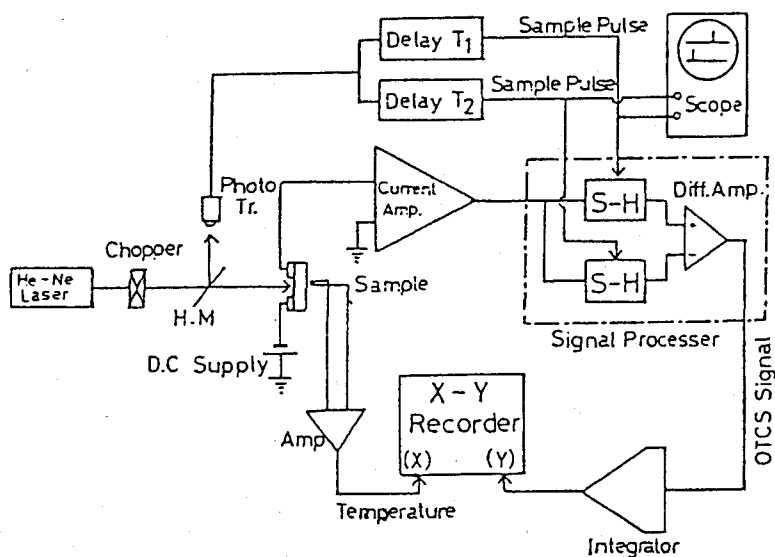 Delay T1
Sample Pulse
Delay T2
Sample Pulse
Scope
Photo
Tr.
Current
Amp.
Diff. Amp.
S-H
+
-
S-H
Chopper
He-Ne
Laser
H.M
Sample
Signal Processer
D.C Supply
OTCS Signal
X-Y
Recorder
(X) (Y)
Amp
Temperature
Integrator